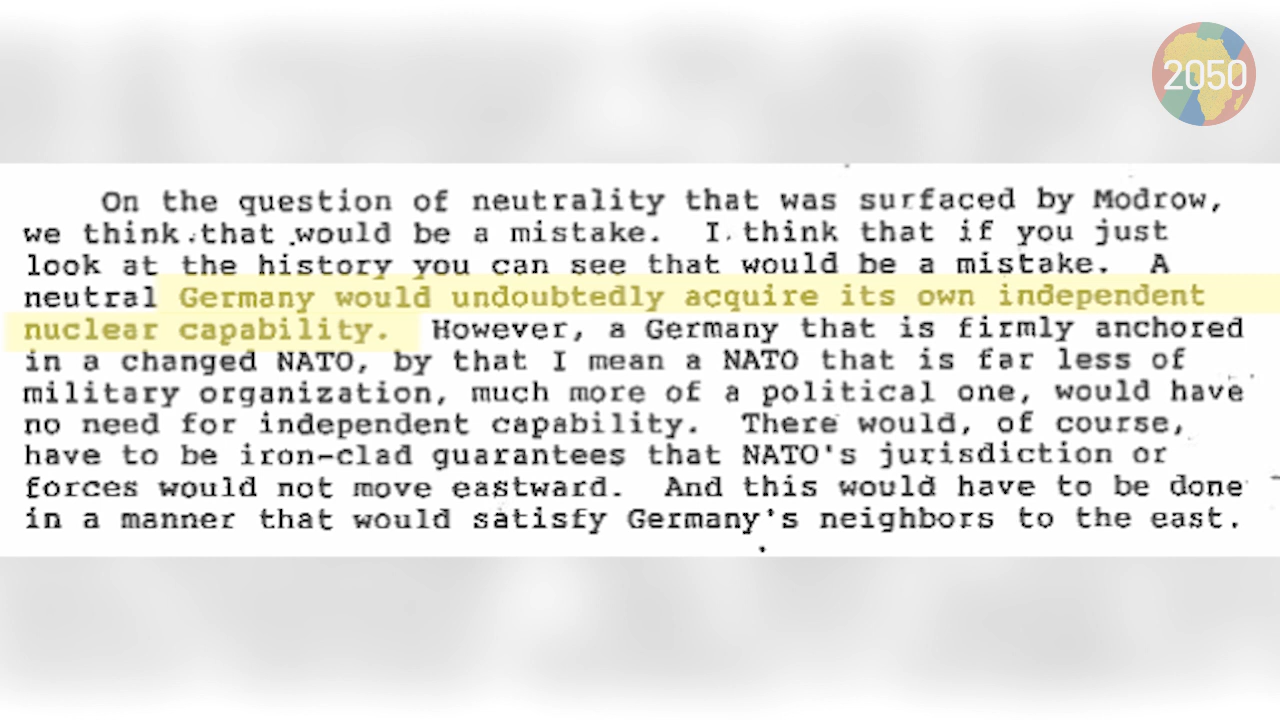 2050
On the question of neutrality that was surfaced by Modrow,
we think that would be a mistake. I think that if you just
look at the history you can see that would be a mistake. A
neutral Germany would undoubtedly acquire its own independent
nuclear capability. However, a Germany that is firmly anchored
in a changed NATO, by that I mean a NATO that is far less of
military organization, much more of a political one, would have
no need for independent capability. There would, of course,
have to be iron-clad guarantees that NATO's jurisdiction or
forces would not move eastward. And this would have to be done
in a manner that would satisfy Germany's neighbors to the east.